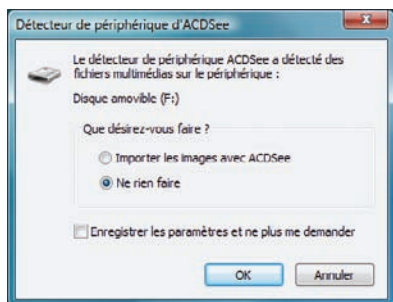 Détecteur de périphérique d'ACDSee
Le détecteur de périphérique ACDSee a détecté des
fichiers multimédias sur le périphérique :
Disque amovible (F:)
Que désirez-vous faire ?
Importer les images avec ACDSee
Ne rien faire
Enregistrer les paramètres et ne plus me demander
OK
Annuler